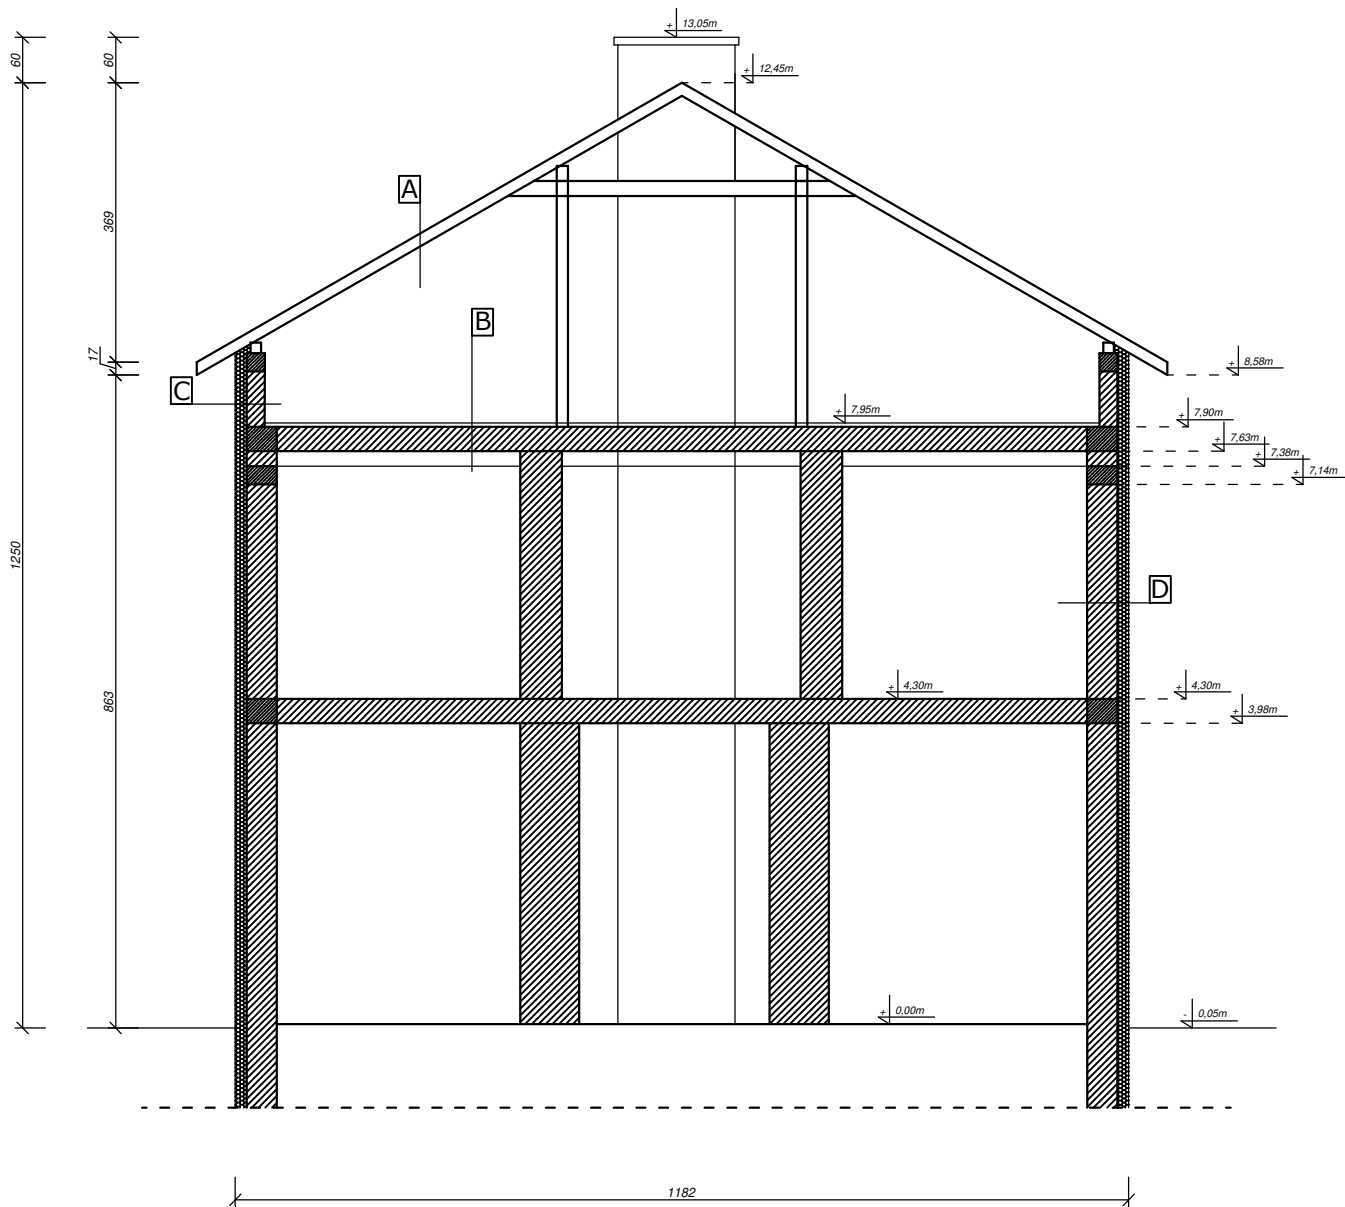 + 13,05m
60
60
+ 12,45m
A
369
B
17
+ 8,58m
C
+ 7,95m
+ 7,90m
+ 7,63m
+ 7,38m
+ 7,14m
1250
D
+ 4,30m
+ 4,30m
863
+ 3,98m
+ 0,00m
- 0,05m
1182